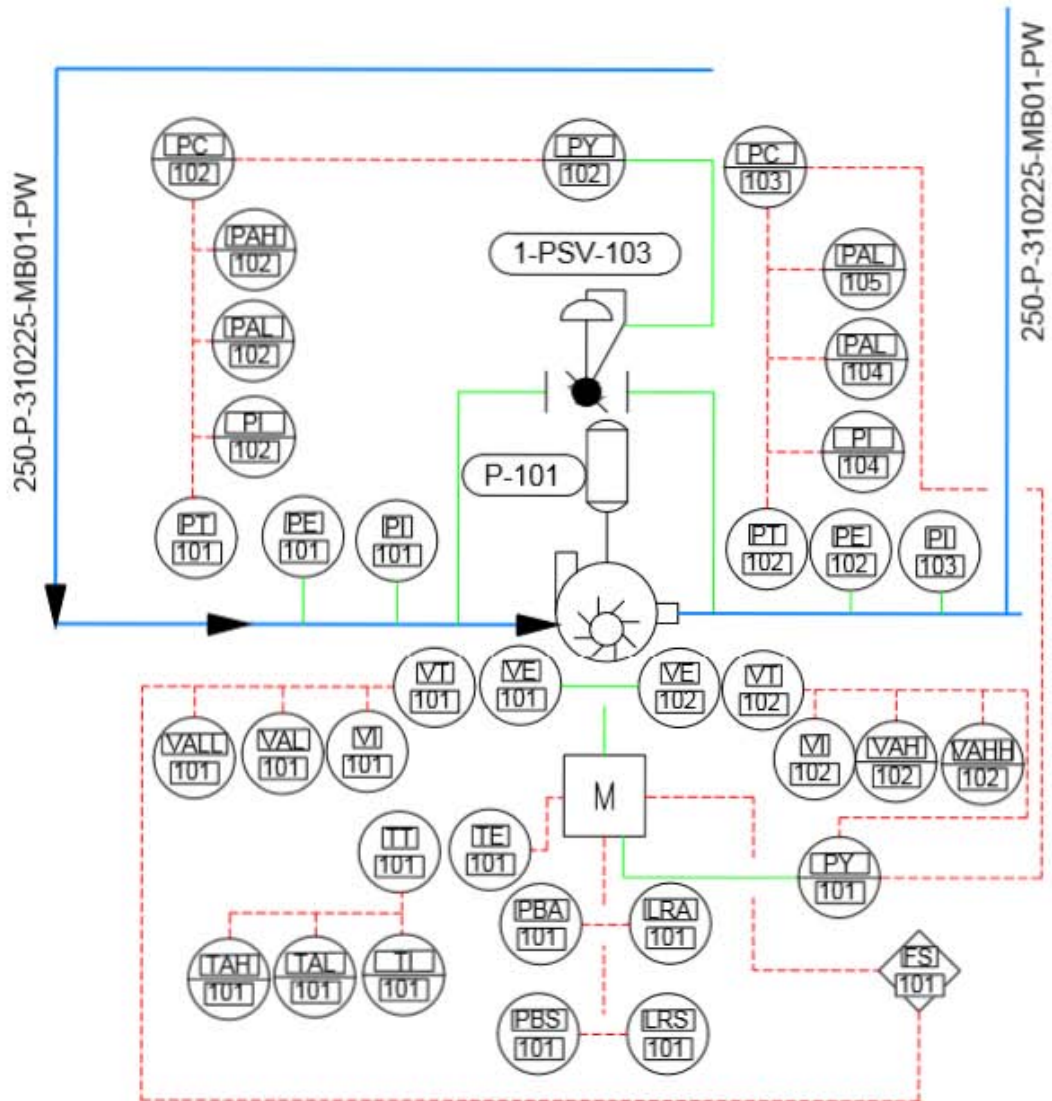 250-P-310225-MB01-PW
250-P-310225-MB01-PW
PC
102
PY
102
PC
103
PAH
102
1-PSV-103
PAL
105
PAL
102
PAL
104
PI
102
P-101
PI
104
PT
101
PE
101
PI
101
PT
102
PE
102
PI
103
VT
101
VE
101
VE
102
VT
102
VALL
101
VAL
101
VI
101
VI
102
VAH
102
VAHH
102
M
TT
101
TE
101
PY
101
PBA
101
LRA
101
TAH
101
TAL
101
TI
101
FS
101
PBS
101
LRS
101